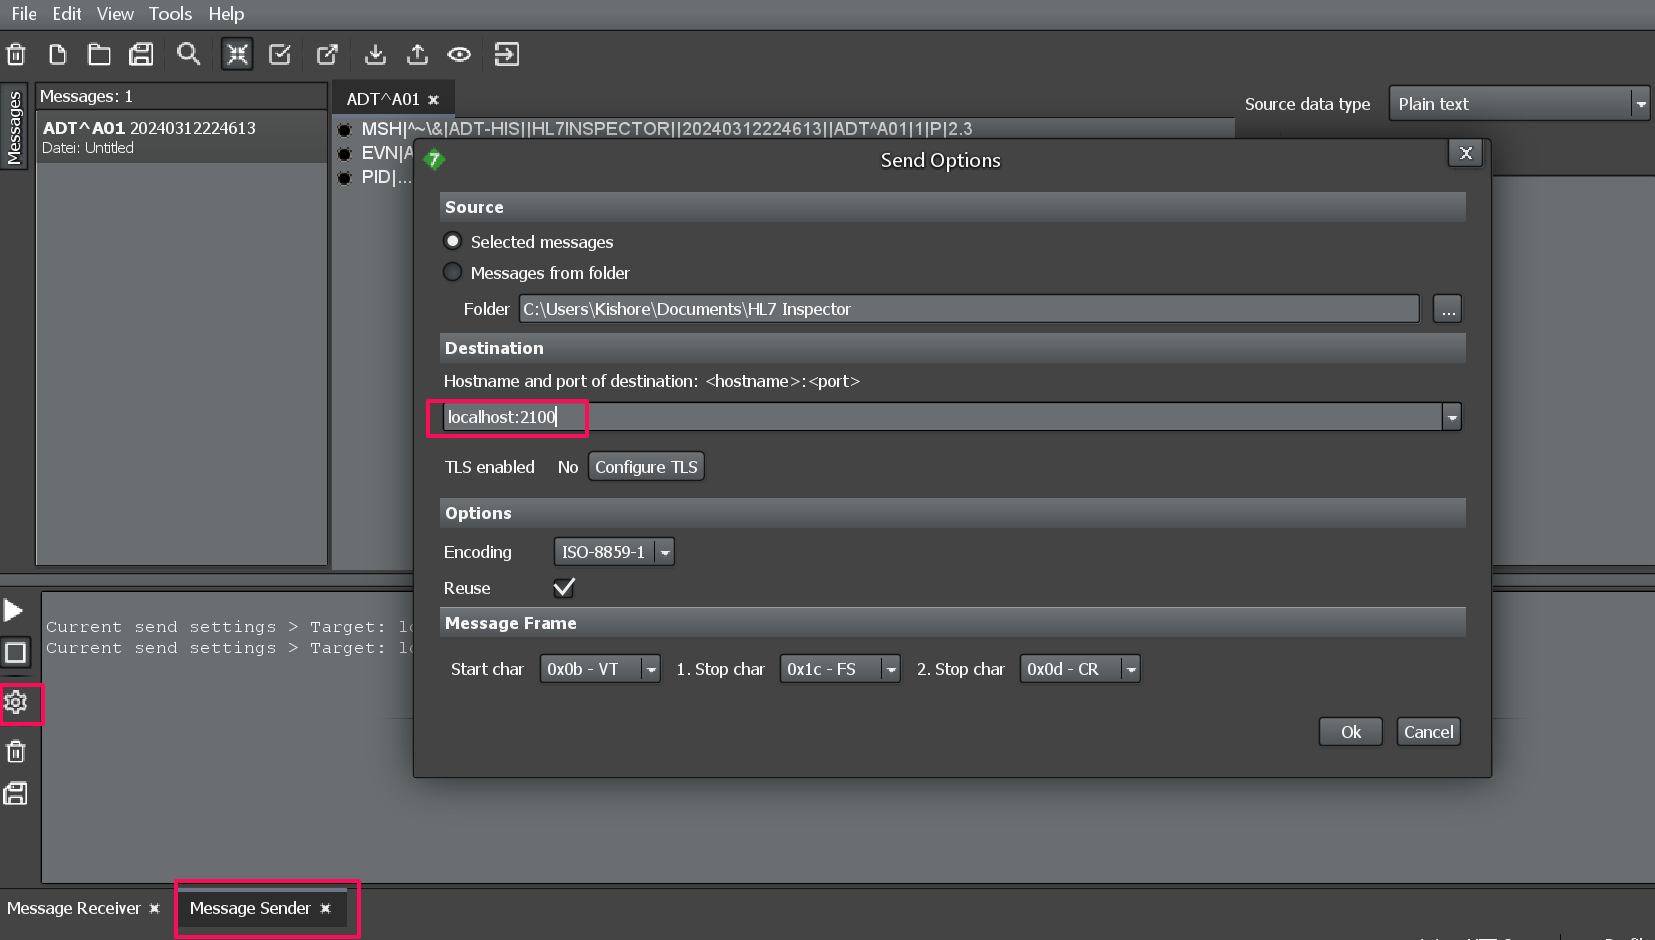 File Edit View Tools Help
Messages
Messages: 1
ADT^A01 20240312224613
Datei: Untitled
ADT^A01
MSH|^~\&|ADT-HIS||HL7INSPECTOR||20240312224613||ADT^A01|1|P|2.3
EVN|A
PID|...
Source data type Plain text
7
Send Options
Source
Selected messages
Messages from folder
Folder C:\Users\Kishore\Documents\HL7 Inspector ...
Destination
Hostname and port of destination: <hostname>:<port>
localhost:2100
TLS enabled No Configure TLS
Options
Encoding ISO-8859-1
Reuse
Message Frame
Start char 0x0b - VT 1. Stop char 0x1c - FS 2. Stop char 0x0d - CR
Ok Cancel
Current send settings > Target: lo
Current send settings > Target: lo
Message Receiver Message Sender